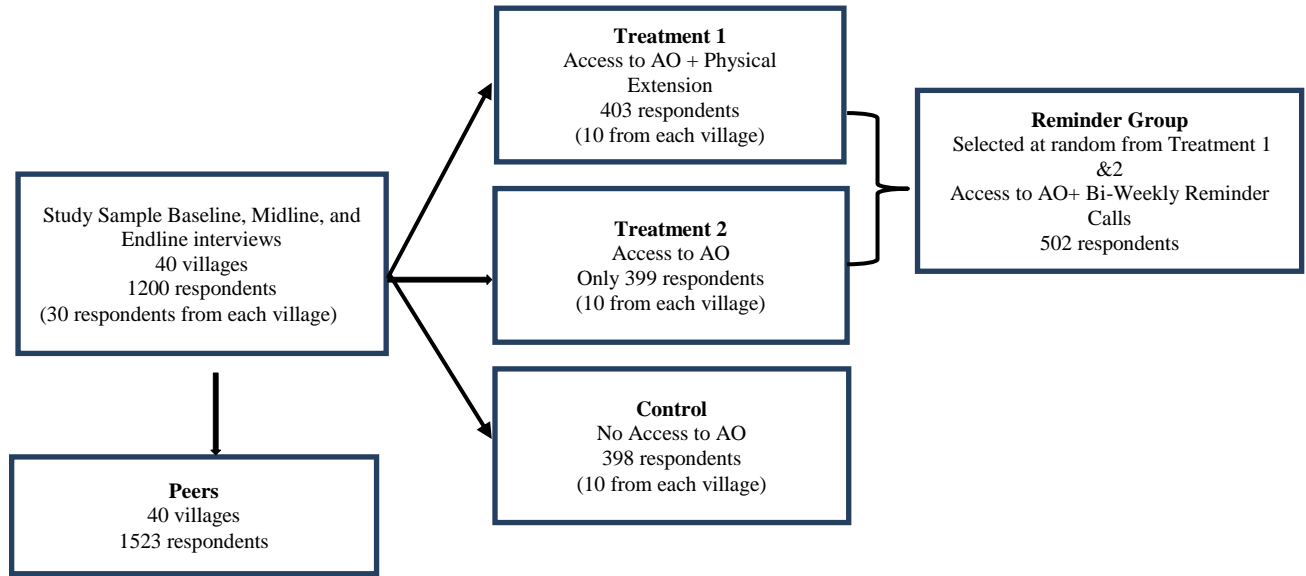 Study Sample Baseline, Midline, and
Endline interviews
40 villages
1200 respondents
(30 respondents from each village)
Peers
40 villages
1523 respondents
Treatment 1
Access to AO + Physical
Extension
403 respondents
(10 from each village)
Treatment 2
Access to AO
Only 399 respondents
(10 from each village)
Control
No Access to AO
398 respondents
(10 from each village)
Reminder Group
Selected at random from Treatment 1
&2
Access to AO+ Bi-Weekly Reminder
Calls
502 respondents